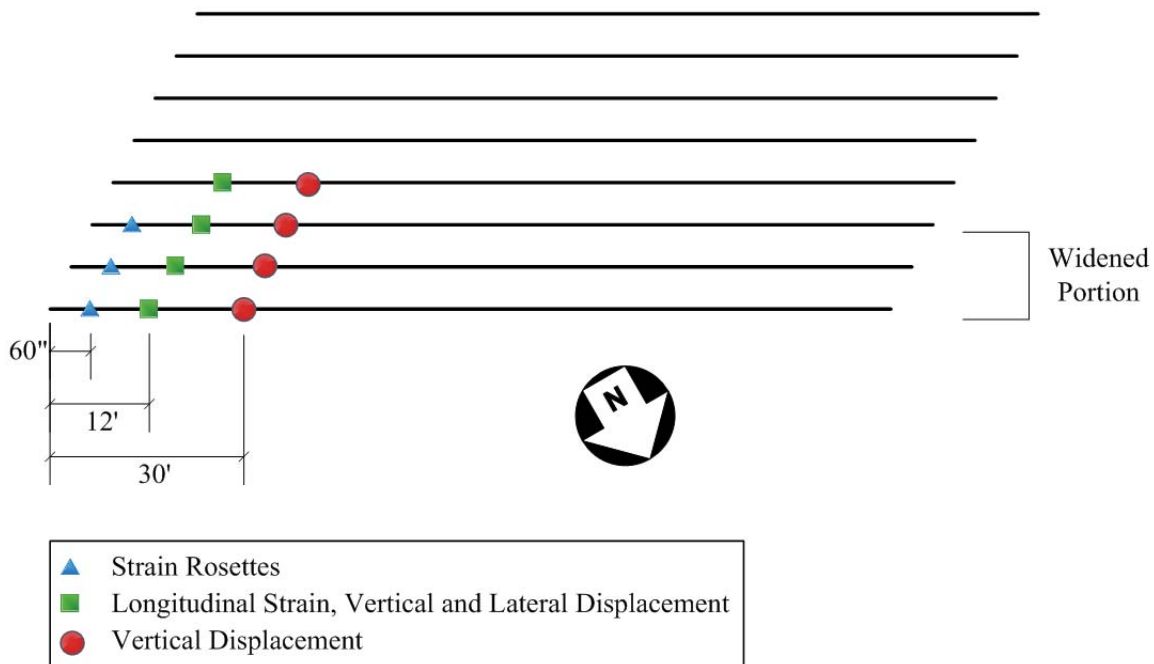 Widened
Portion
60"
12'
30'
N
Strain Rosettes
Longitudinal Strain, Vertical and Lateral Displacement
Vertical Displacement